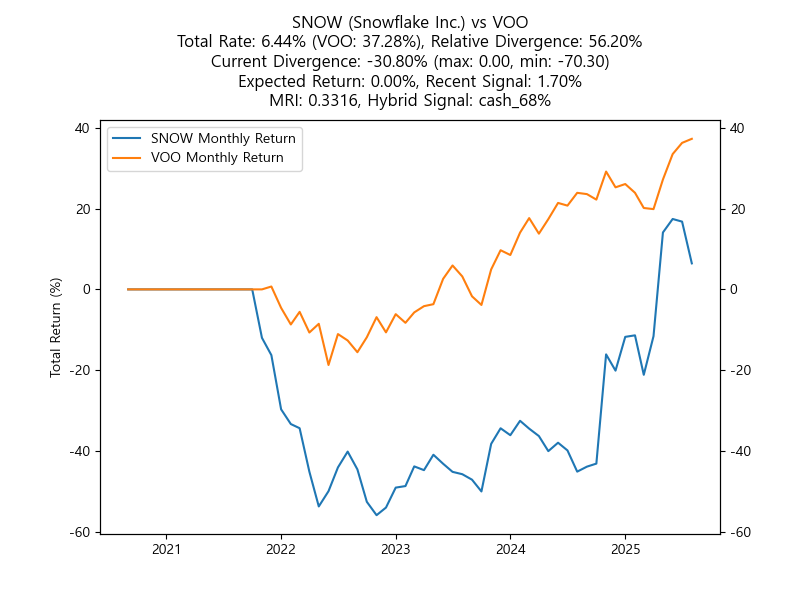 SNOW (Snowflake Inc.) vs VOO
Total Rate: 6.44% (VOO: 37.28%), Relative Divergence: 56.20%
Current Divergence: -30.80% (max: 0.00, min: -70.30)
Expected Return: 0.00%, Recent Signal: 1.70%
MRI: 0.3316, Hybrid Signal: cash_68%
SNOW Monthly Return
VOO Monthly Return
Total Return (%)
40
20
0
-20
-40
-60
40
20
0
-20
-40
-60
2021
2022
2023
2024
2025